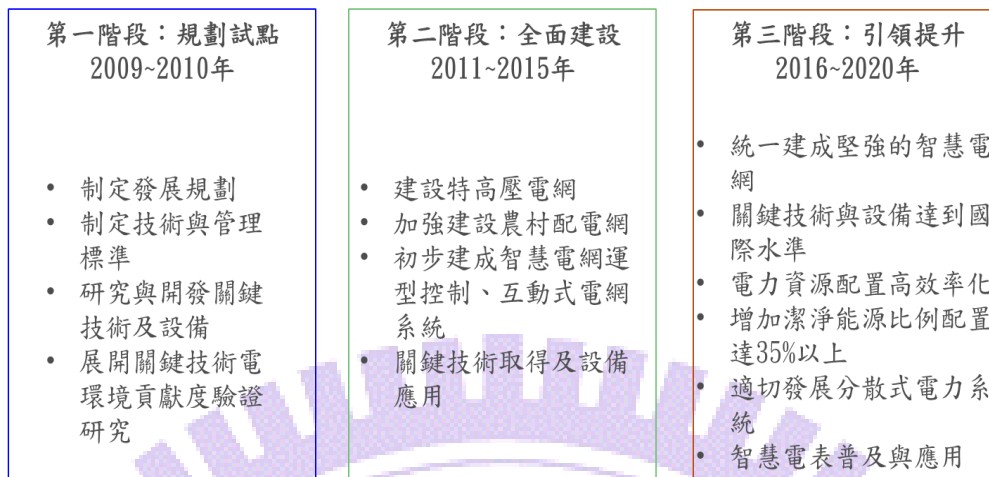 第一階段：規劃試點
2009~2010年
• 制定發展規劃
• 制定技術與管理
標準
• 研究與開發關鍵
技術及設備
• 展開關鍵技術電
環境貢獻度驗證
研究
第二階段：全面建設
2011~2015年
• 建設特高壓電網
• 加強建設農村配電網
• 初步建成智慧電網運
型控制、互動式電網
系統
• 關鍵技術取得及設備
應用
第三階段：引領提升
2016~2020年
• 統一建成堅強的智慧電
網
• 關鍵技術與設備達到國
際水準
• 電力資源配置高效率化
• 增加潔淨能源比例配置
達35%以上
• 適切發展分散式電力系
統
• 智慧電表普及與應用